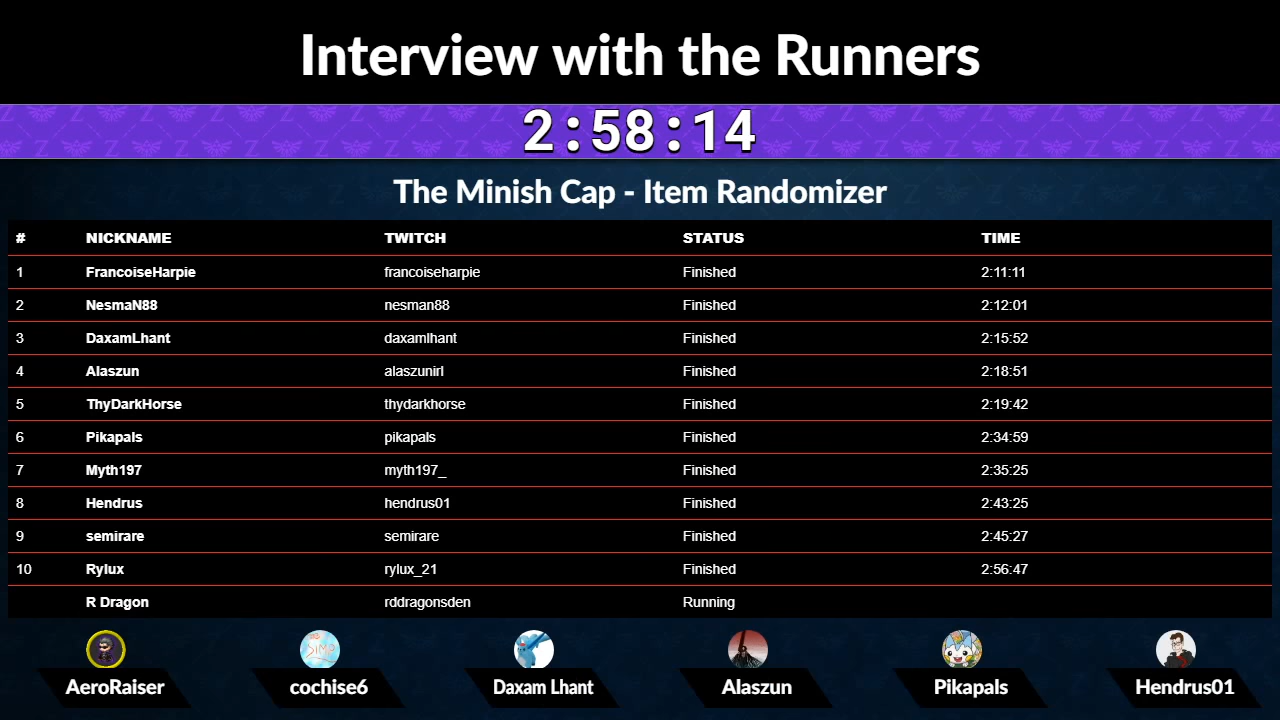 Interview with the Runners
2:58:14
The Minish Cap - Item Randomizer
# NICKNAME TWITCH STATUS TIME
1 FrancoiseHarpie francoiseharpie Finished 2:11:11
2 NesmaN88 nesman88 Finished 2:12:01
3 DaxamLhant daxamlhant Finished 2:15:52
4 Alaszun alaszunirl Finished 2:18:51
5 ThyDarkHorse thydarkhorse Finished 2:19:42
6 Pikapals pikapals Finished 2:34:59
7 Myth197 myth197_ Finished 2:35:25
8 Hendrus hendrus01 Finished 2:43:25
9 semirare semirare Finished 2:45:27
10 Rylux rylux_21 Finished 2:56:47
R Dragon rddragonsden Running
AeroRaiser cochise6 Daxam Lhant Alaszun Pikapals Hendrus01